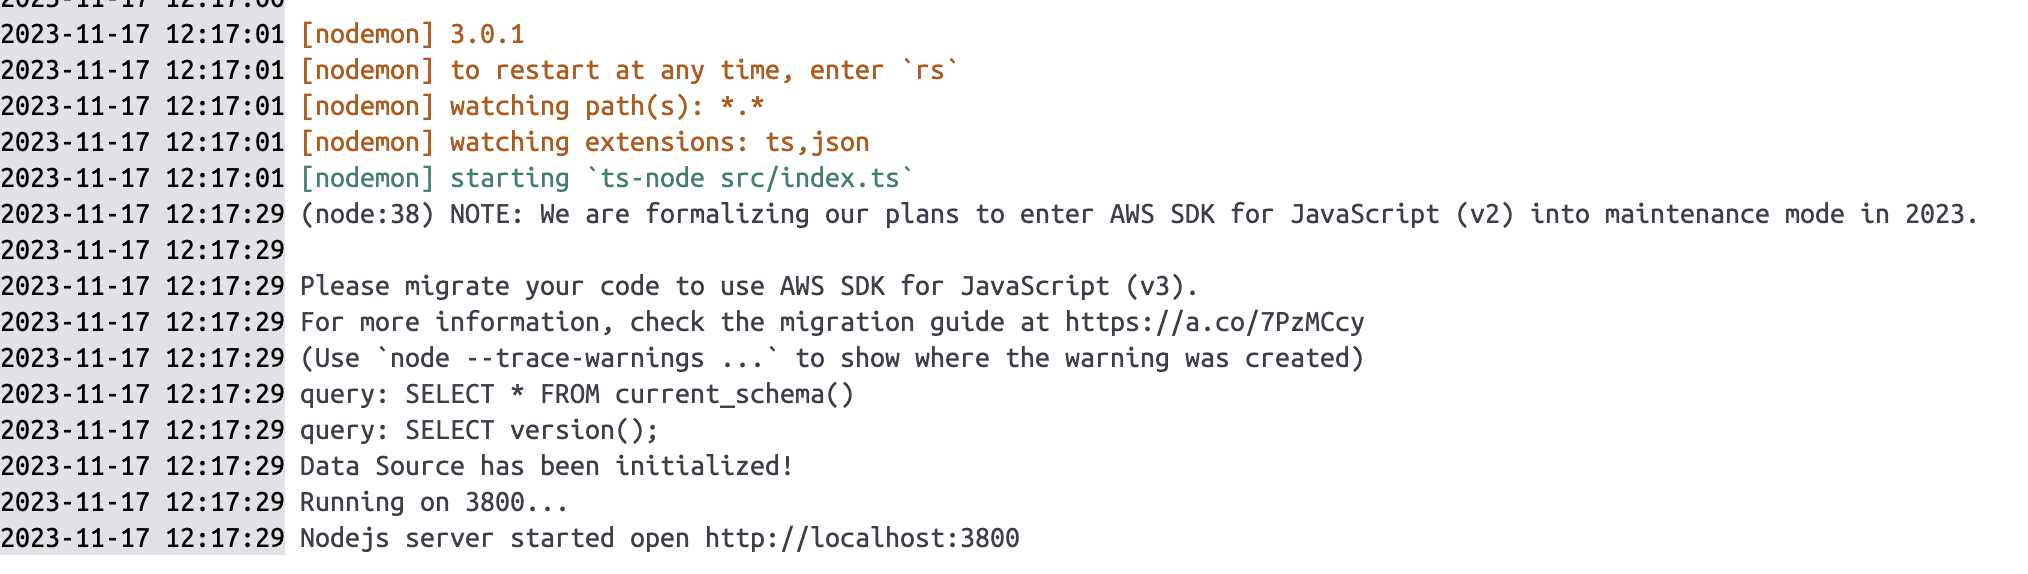 2023-11-17 12:17:00
2023-11-17 12:17:01 [nodemon] 3.0.1
2023-11-17 12:17:01 [nodemon] to restart at any time, enter `rs`
2023-11-17 12:17:01 [nodemon] watching path(s): *.*
2023-11-17 12:17:01 [nodemon] watching extensions: ts,json
2023-11-17 12:17:01 [nodemon] starting `ts-node src/index.ts`
2023-11-17 12:17:29 (node:38) NOTE: We are formalizing our plans to enter AWS SDK for JavaScript (v2) into maintenance mode in 2023.
2023-11-17 12:17:29
2023-11-17 12:17:29 Please migrate your code to use AWS SDK for JavaScript (v3).
2023-11-17 12:17:29 For more information, check the migration guide at https://a.co/7PzMCcy
2023-11-17 12:17:29 (Use `node --trace-warnings ...` to show where the warning was created)
2023-11-17 12:17:29 query: SELECT * FROM current_schema()
2023-11-17 12:17:29 query: SELECT version();
2023-11-17 12:17:29 Data Source has been initialized!
2023-11-17 12:17:29 Running on 3800...
2023-11-17 12:17:29 Nodejs server started open http://localhost:3800